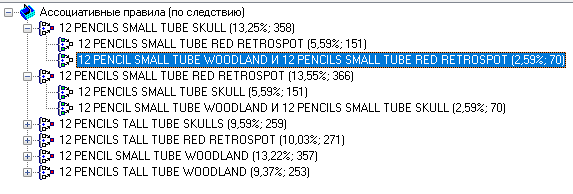 Ассоциативные правила (по следствию)
12 PENCILS SMALL TUBE SKULL (13,25%; 358)
12 PENCILS SMALL TUBE RED RETROSPOT (5,59%; 151)
12 PENCIL SMALL TUBE WOODLAND И 12 PENCILS SMALL TUBE RED RETROSPOT (2,59%; 70)
12 PENCILS SMALL TUBE RED RETROSPOT (13,55%; 366)
12 PENCILS SMALL TUBE SKULL (5,59%; 151)
12 PENCIL SMALL TUBE WOODLAND И 12 PENCILS SMALL TUBE SKULL (2,59%; 70)
12 PENCILS TALL TUBE SKULLS (9,59%; 259)
12 PENCILS TALL TUBE RED RETROSPOT (10,03%; 271)
12 PENCIL SMALL TUBE WOODLAND (13,22%; 357)
12 PENCILS TALL TUBE WOODLAND (9,37%; 253)